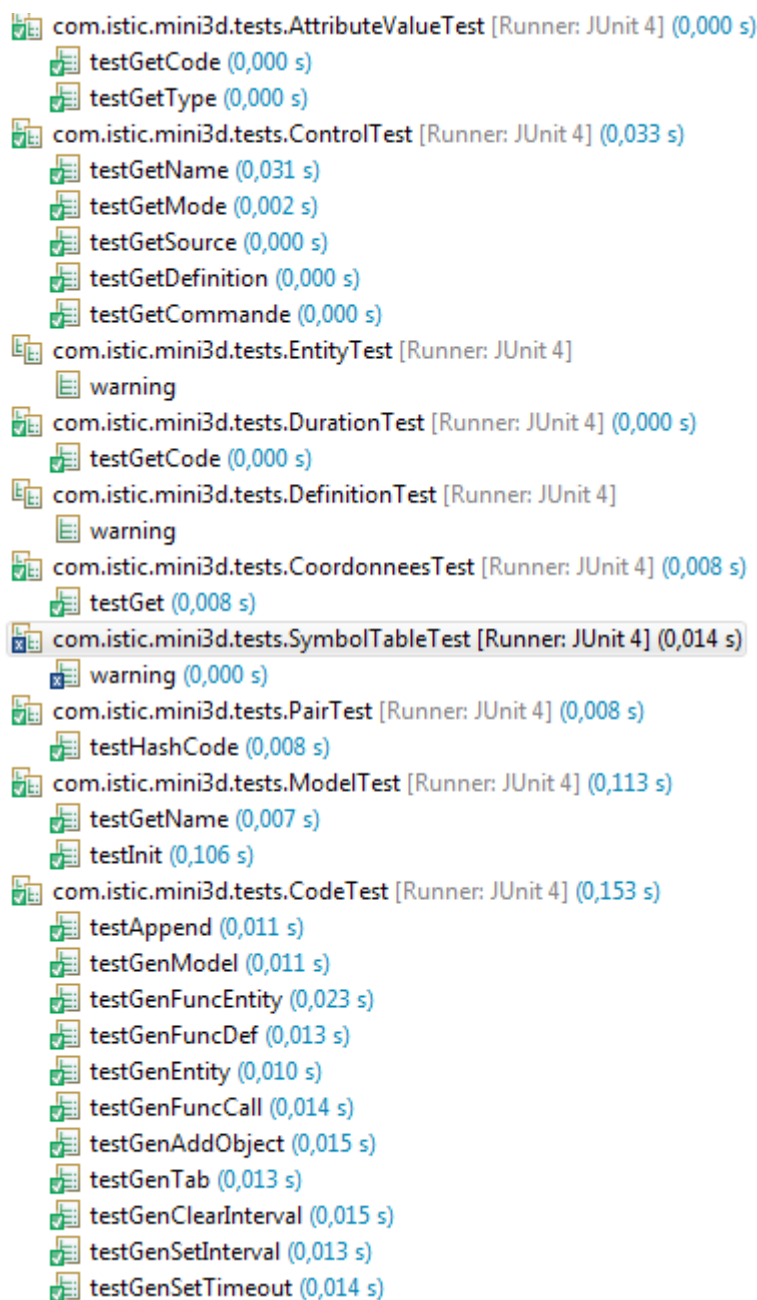 com.istic.mini3d.tests.AttributeValueTest [Runner: JUnit 4] (0,000 s)
testGetCode (0,000 s)
testGetType (0,000 s)
com.istic.mini3d.tests.ControlTest [Runner: JUnit 4] (0,033 s)
testGetName (0,031 s)
testGetMode (0,002 s)
testGetSource (0,000 s)
testGetDefinition (0,000 s)
testGetCommande (0,000 s)
com.istic.mini3d.tests.EntityTest [Runner: JUnit 4]
warning
com.istic.mini3d.tests.DurationTest [Runner: JUnit 4] (0,000 s)
testGetCode (0,000 s)
com.istic.mini3d.tests.DefinitionTest [Runner: JUnit 4]
warning
com.istic.mini3d.tests.CoordonneesTest [Runner: JUnit 4] (0,008 s)
testGet (0,008 s)
com.istic.mini3d.tests.SymbolTableTest [Runner: JUnit 4] (0,014 s)
warning (0,000 s)
com.istic.mini3d.tests.PairTest [Runner: JUnit 4] (0,008 s)
testHashCode (0,008 s)
com.istic.mini3d.tests.ModelTest [Runner: JUnit 4] (0,113 s)
testGetName (0,007 s)
testInit (0,106 s)
com.istic.mini3d.tests.CodeTest [Runner: JUnit 4] (0,153 s)
testAppend (0,011 s)
testGenModel (0,011 s)
testGenFuncEntity (0,023 s)
testGenFuncDef (0,013 s)
testGenEntity (0,010 s)
testGenFuncCall (0,014 s)
testGenAddObject (0,015 s)
testGenTab (0,013 s)
testGenClearInterval (0,015 s)
testGenSetInterval (0,013 s)
testGenSetTimeout (0,014 s)